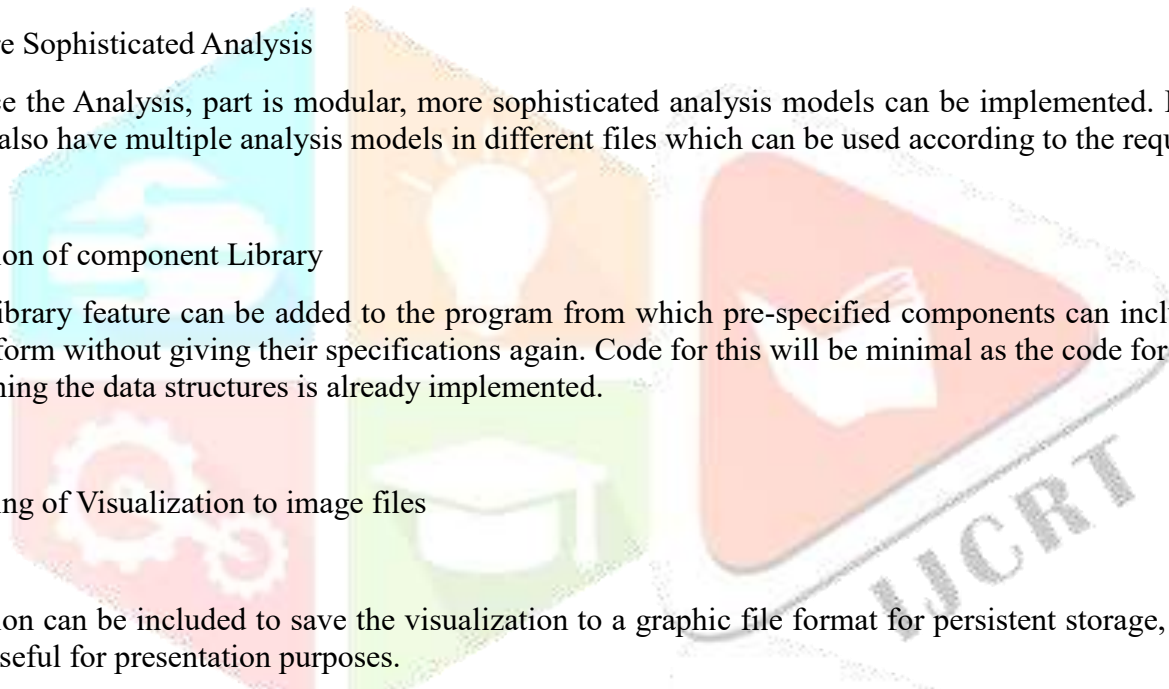 e Sophisticated Analysis
e the Analysis, part is modular, more sophisticated analysis models can be implemented.
also have multiple analysis models in different files which can be used according to the requ
on of component Library
ibrary feature can be added to the program from which pre-specified components can inclu
form without giving their specifications again. Code for this will be minimal as the code for
ning the data structures is already implemented.
ng of Visualization to image files
on can be included to save the visualization to a graphic file format for persistent storage,
seful for presentation purposes.
IJCRT